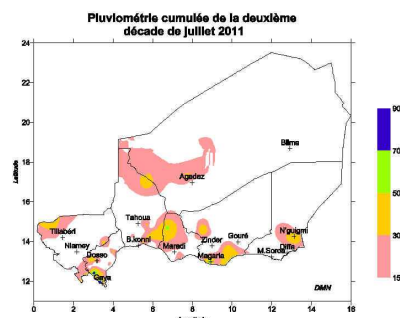 Pluviométrie cumulée de la deuxième
décade de juillet 2011
24
22
20
18
16
14
12
Latitude
90
70
50
30
15
Bilma
Agadez
Tahoua
Tillabéri
N'guigmi
Niamey
B.konni
Maradi
Zinder
Gouré
Diffa
Dosso
Magaria
M.Soroa
Gaya
DMN
0 2 4 6 8 10 12 14 16